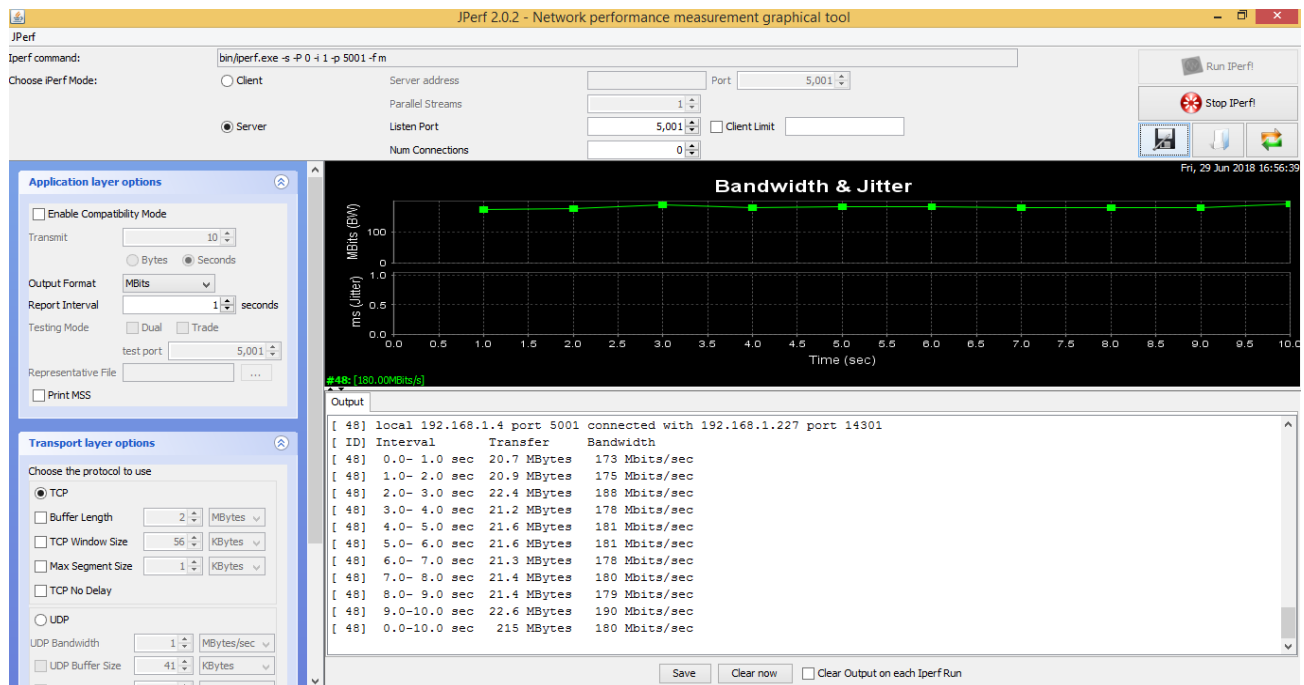 JPerf 2.0.2 - Network performance measurement graphical tool
JPerf
Iperf command: bin/iperf.exe -s -P 0 -i 1 -p 5001 -f m
Run IPerf!
Choose iPerf Mode: Client Server address Port 5,001
Parallel Streams 1
Stop IPerf!
Server Listen Port 5,001 Client Limit
Num Connections 0
Application layer options
Enable Compatibility Mode
Transmit 10
Bytes Seconds
Output Format MBits
Report Interval 1 seconds
Testing Mode Dual Trade
test port 5,001
Representative File ...
Print MSS
Transport layer options
Choose the protocol to use
TCP
Buffer Length 2 MBytes
TCP Window Size 56 KBytes
Max Segment Size 1 KBytes
TCP No Delay
UDP
UDP Bandwidth 1 MBytes/sec
UDP Buffer Size 41 KBytes
Fri, 29 Jun 2018 16:56:39
Bandwidth & Jitter
MBits (BW)
100
0
ms (Jitter)
1.0
0.5
0.0
0.0 0.5 1.0 1.5 2.0 2.5 3.0 3.5 4.0 4.5 5.0 5.5 6.0 6.5 7.0 7.5 8.0 8.5 9.0 9.5 10.0
Time (sec)
#48: [180.00MBits/s]
Output
[ 48] local 192.168.1.4 port 5001 connected with 192.168.1.227 port 14301
[ ID] Interval Transfer Bandwidth
[ 48] 0.0- 1.0 sec 20.7 MBytes 173 Mbits/sec
[ 48] 1.0- 2.0 sec 20.9 MBytes 175 Mbits/sec
[ 48] 2.0- 3.0 sec 22.4 MBytes 188 Mbits/sec
[ 48] 3.0- 4.0 sec 21.2 MBytes 178 Mbits/sec
[ 48] 4.0- 5.0 sec 21.6 MBytes 181 Mbits/sec
[ 48] 5.0- 6.0 sec 21.6 MBytes 181 Mbits/sec
[ 48] 6.0- 7.0 sec 21.3 MBytes 178 Mbits/sec
[ 48] 7.0- 8.0 sec 21.4 MBytes 180 Mbits/sec
[ 48] 8.0- 9.0 sec 21.4 MBytes 179 Mbits/sec
[ 48] 9.0-10.0 sec 22.6 MBytes 190 Mbits/sec
[ 48] 0.0-10.0 sec 215 MBytes 180 Mbits/sec
Save Clear now Clear Output on each Iperf Run